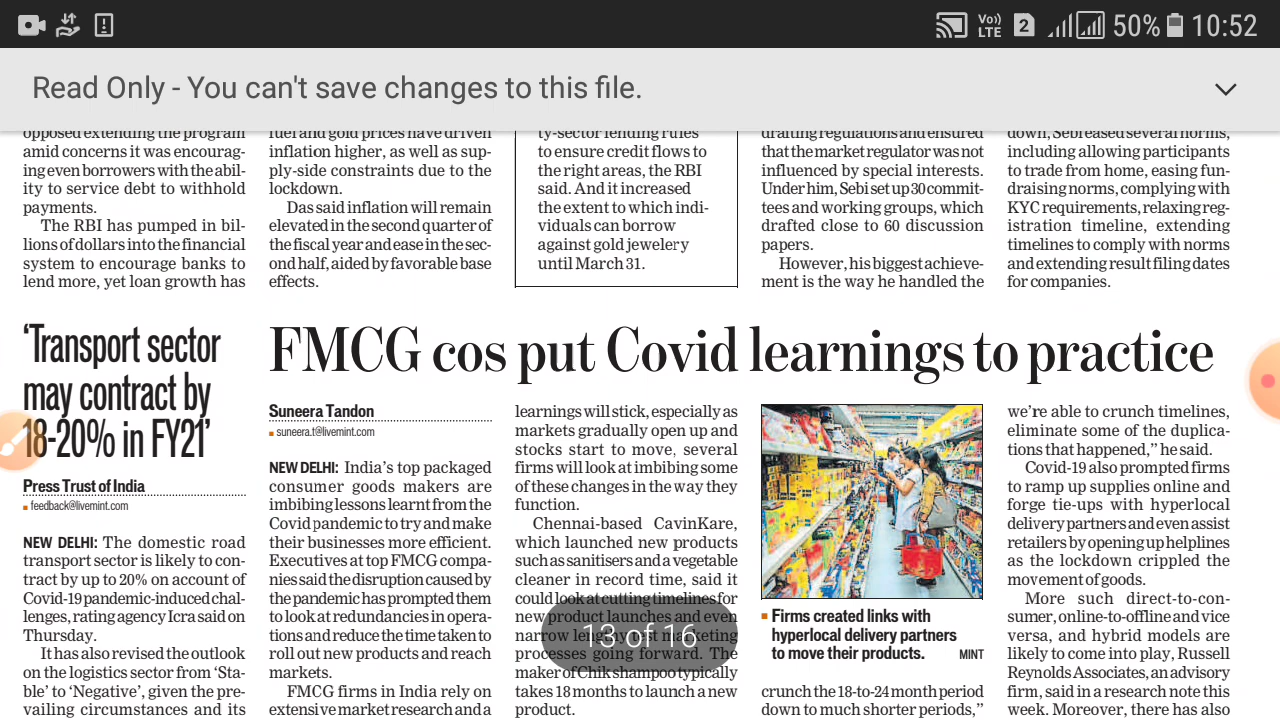 Vo))
LTE
2
50%
10:52
Read Only - You can't save changes to this file.
opposed extending the program
amid concerns it was encourag-
ing even borrowers with the abil-
ity to service debt to withhold
payments.
The RBI has pumped in bil-
lions of dollars into the financial
system to encourage banks to
lend more, yet loan growth has
fuel and gold prices have driven
inflation higher, as well as sup-
ply-side constraints due to the
lockdown.
Das said inflation will remain
elevated in the second quarter of
the fiscal year and ease in the sec-
ond half, aided by favorable base
effects.
ty-sector lending rules
to ensure credit flows to
the right areas, the RBI
said. And it increased
the extent to which indi-
viduals can borrow
against gold jewelery
until March 31.
drafting regulations and ensured
that the market regulator was not
influenced by special interests.
Under him, Sebi set up 30 commit-
tees and working groups, which
drafted close to 60 discussion
papers.
However, his biggest achieve-
ment is the way he handled the
down, Sebi eased several norms,
including allowing participants
to trade from home, easing fun-
draising norms, complying with
KYC requirements, relaxing reg-
istration timeline, extending
timelines to comply with norms
and extending result filing dates
for companies.
‘Transport sector
may contract by
18-20% in FY21’
Press Trust of India
feedback@livemint.com
NEW DELHI: The domestic road
transport sector is likely to con-
tract by up to 20% on account of
Covid-19 pandemic-induced chal-
lenges, rating agency Icra said on
Thursday.
It has also revised the outlook
on the logistics sector from ‘Sta-
ble’ to ‘Negative’, given the pre-
vailing circumstances and its
FMCG cos put Covid learnings to practice
Suneera Tandon
suneera.t@livemint.com
NEW DELHI: India’s top packaged
consumer goods makers are
imbibing lessons learnt from the
Covid pandemic to try and make
their businesses more efficient.
Executives at top FMCG compa-
nies said the disruption caused by
the pandemic has prompted them
to look at redundancies in opera-
tions and reduce the time taken to
roll out new products and reach
markets.
FMCG firms in India rely on
extensive market research and a
learnings will stick, especially as
markets gradually open up and
stocks start to move, several
firms will look at imbibing some
of these changes in the way they
function.
Chennai-based CavinKare,
which launched new products
such as sanitisers and a vegetable
cleaner in record time, said it
could look at cutting timelines for
new product launches and even
narrow lengthy test marketing
processes going forward. The
maker of Chik shampoo typically
takes 18 months to launch a new
product.
13 of 16
Firms created links with
hyperlocal delivery partners
to move their products.
MINT
crunch the 18-to-24 month period
down to much shorter periods,”
we’re able to crunch timelines,
eliminate some of the duplica-
tions that happened,” he said.
Covid-19 also prompted firms
to ramp up supplies online and
forge tie-ups with hyperlocal
delivery partners and even assist
retailers by opening up helplines
as the lockdown crippled the
movement of goods.
More such direct-to-con-
sumer, online-to-offline and vice
versa, and hybrid models are
likely to come into play, Russell
Reynolds Associates, an advisory
firm, said in a research note this
week. Moreover, there has also